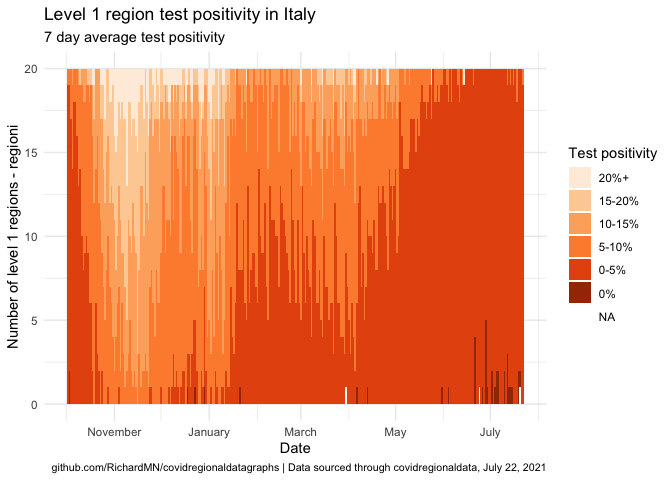 Level 1 region test positivity in Italy
7 day average test positivity
Number of level 1 regions - regioni
20
15
10
5
0
November
January
March
May
July
Date
Test positivity
20%+
15-20%
10-15%
5-10%
0-5%
0%
NA
github.com/RichardMN/covidregionaldatagraphs | Data sourced through covidregionaldata, July 22, 2021